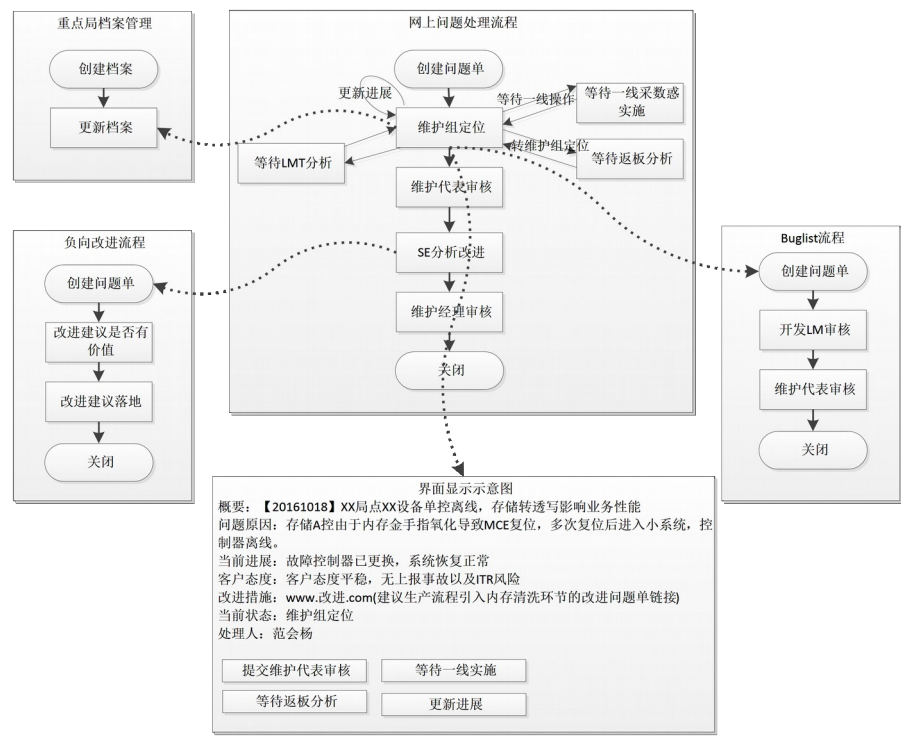 重点局档案管理
创建档案
更新档案
网上问题处理流程
创建问题单
更新进展
等待一线操作
等待一线采数惑
实施
维护组定位
转维护组定位
等待LMT分析
等待返板分析
维护代表审核
SE分析改进
维护经理审核
关闭
负向改进流程
创建问题单
改进建议是否有
价值
改进建议落地
关闭
Buglist流程
创建问题单
开发LM审核
维护代表审核
关闭
界面显示示意图
概要：【20161018】XX局点XX设备单控离线，存储转透写影响业务性能
问题原因：存储A控由于内存金手指氧化导致MCE复位，多次复位后进入小系统，控
制器离线。
当前进展：故障控制器已更换，系统恢复正常
客户态度：客户态度平稳，无上报事故以及ITR风险
改进措施：www.改进.com(建议生产流程引入内存清洗环节的改进问题单链接)
当前状态：维护组定位
处理人：范会杨
提交维护代表审核
等待一线实施
等待返板分析
更新进展